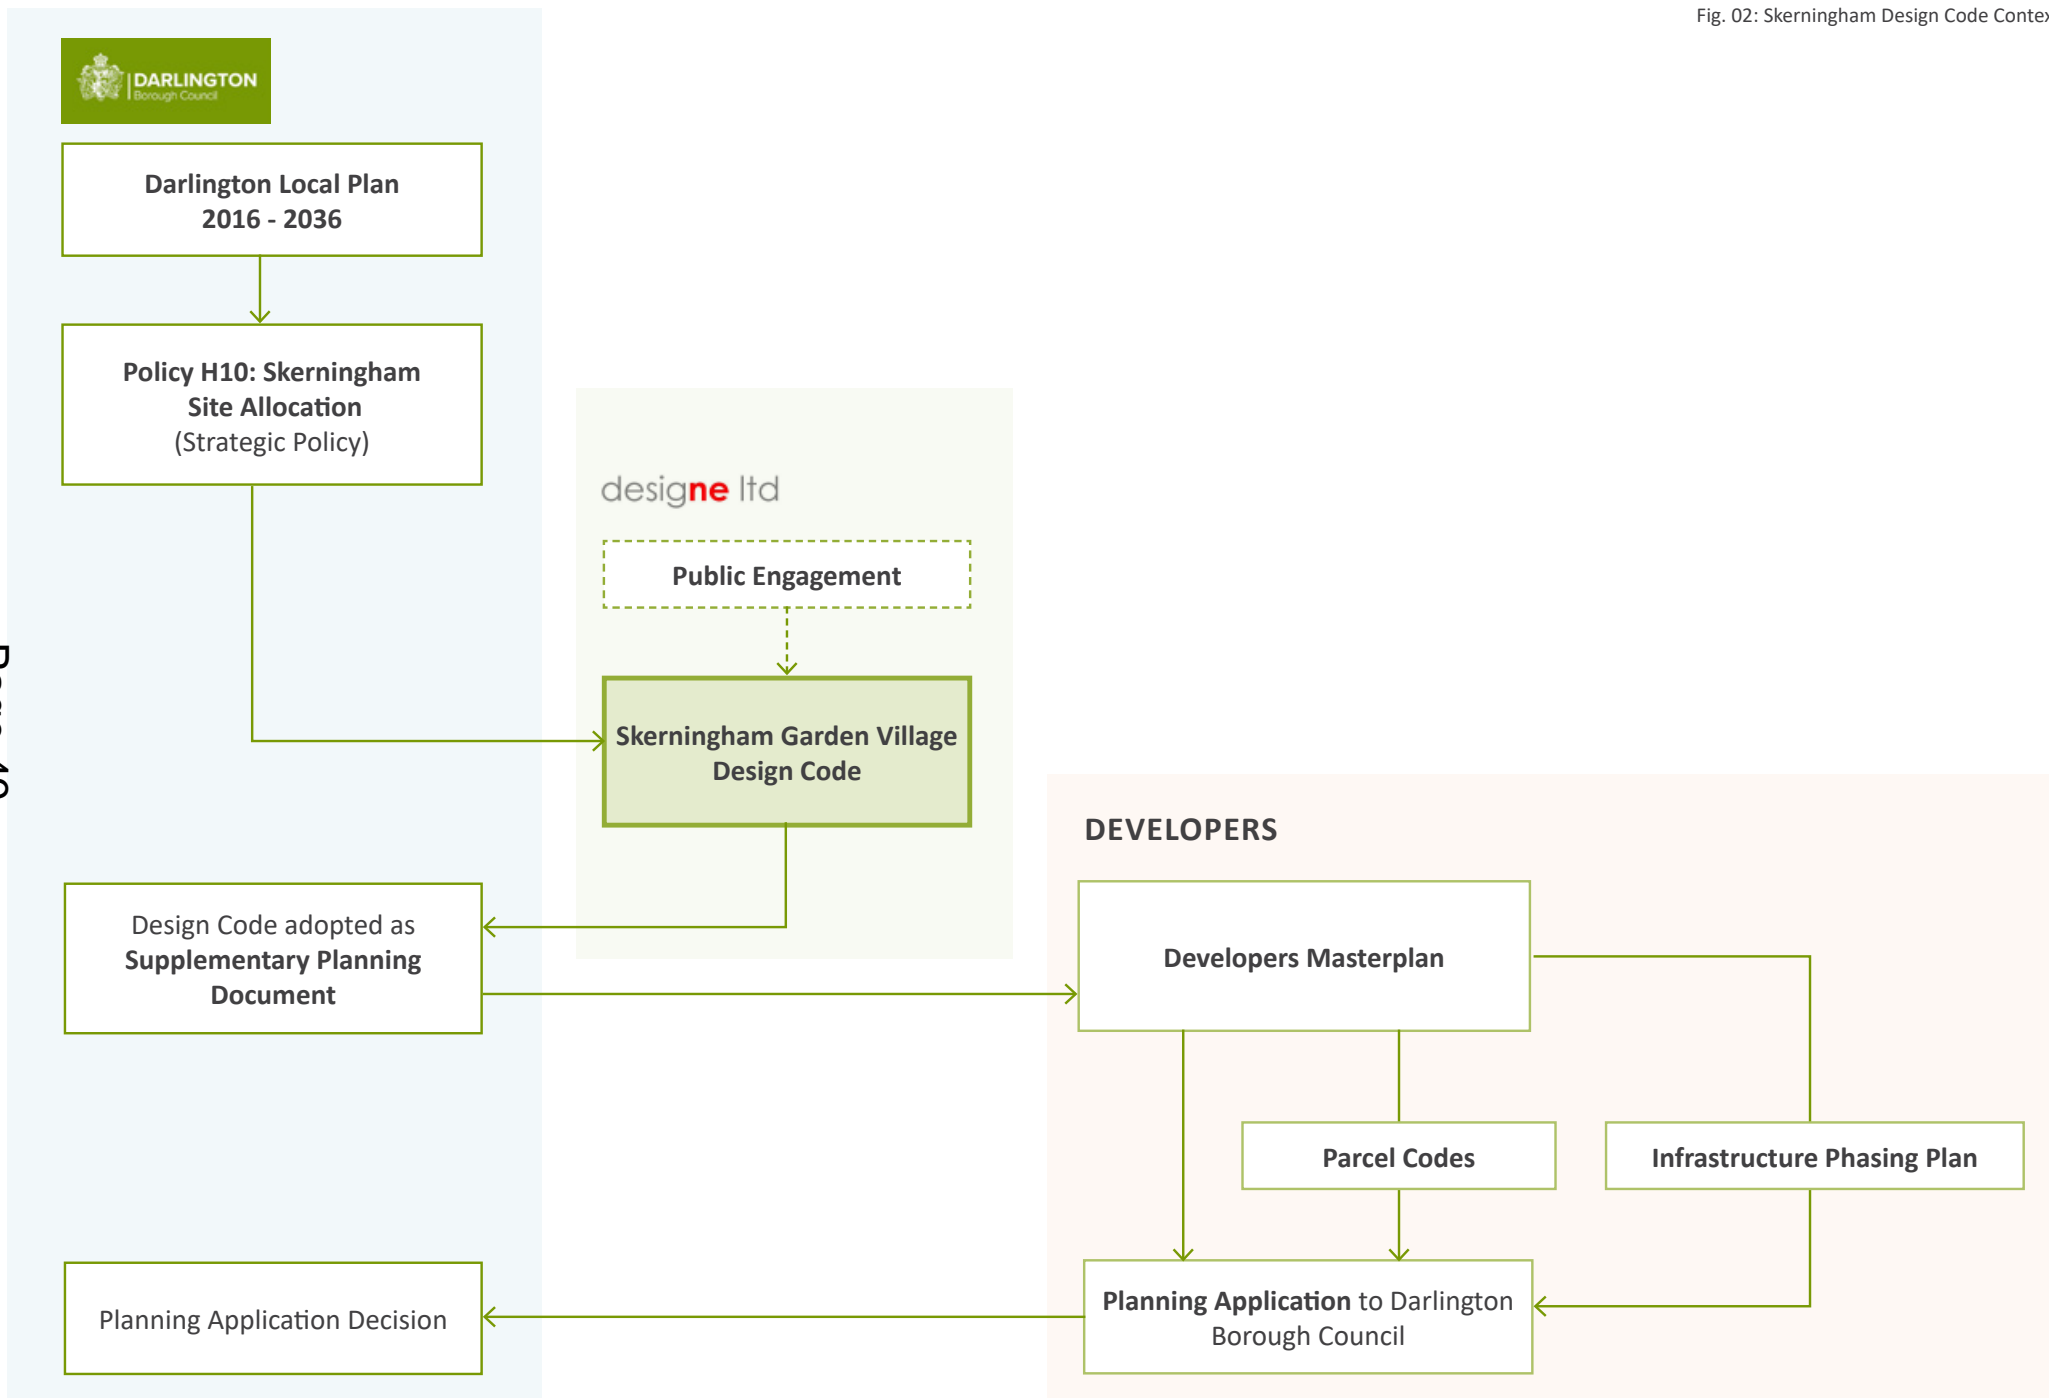 Fig. 02: Skerningham Design Code
DARLINGTON
Borough Council
Darlington Local Plan
2016 - 2036
Policy H10: Skerningham
Site Allocation
(Strategic Policy)
designe ltd
Public Engagement
Skerningham Garden Village
Design Code
Design Code adopted as
Supplementary Planning
Document
DEVELOPERS
Developers Masterplan
Parcel Codes
Infrastructure Phasing Plan
Planning Application to Darlington
Borough Council
Planning Application Decision